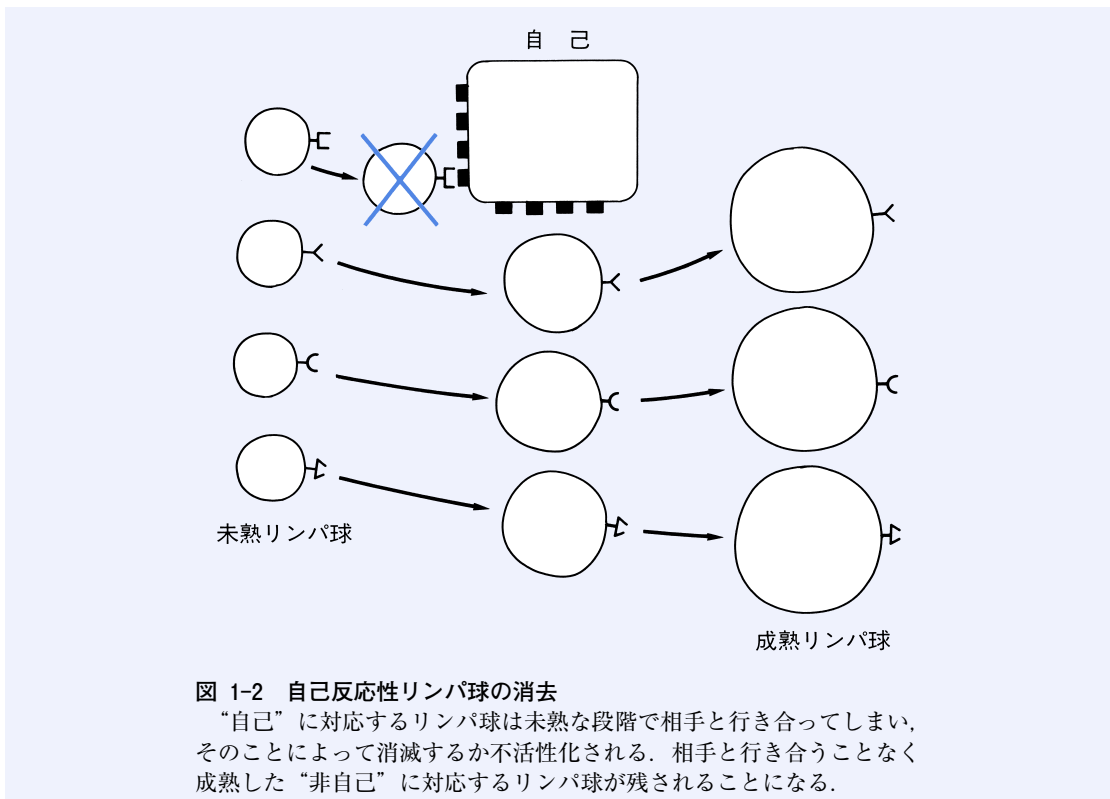 自 己
未熟リンパ球
成熟リンパ球
図 1-2 自己反応性リンパ球の消去
“自己”に対応するリンパ球は未熟な段階で相手と行き合ってしまい,
そのことによって消滅するか不活性化される. 相手と行き合うことなく
成熟した“非自己”に対応するリンパ球が残されることになる.